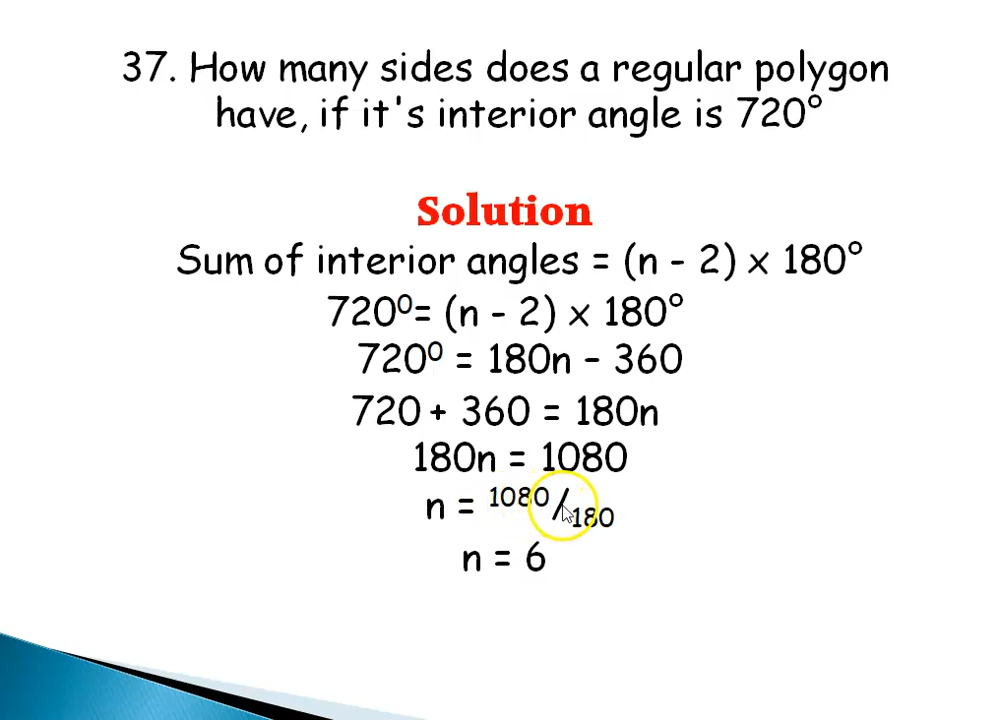 37. How many sides does a regular polygon
have, if it's interior angle is 720°
Solution
Sum of interior angles = (n - 2) x 180°
720⁰= (n - 2) x 180°
720⁰ = 180n – 360
720 + 360 = 180n
180n = 1080
n = 1080/180
n = 6